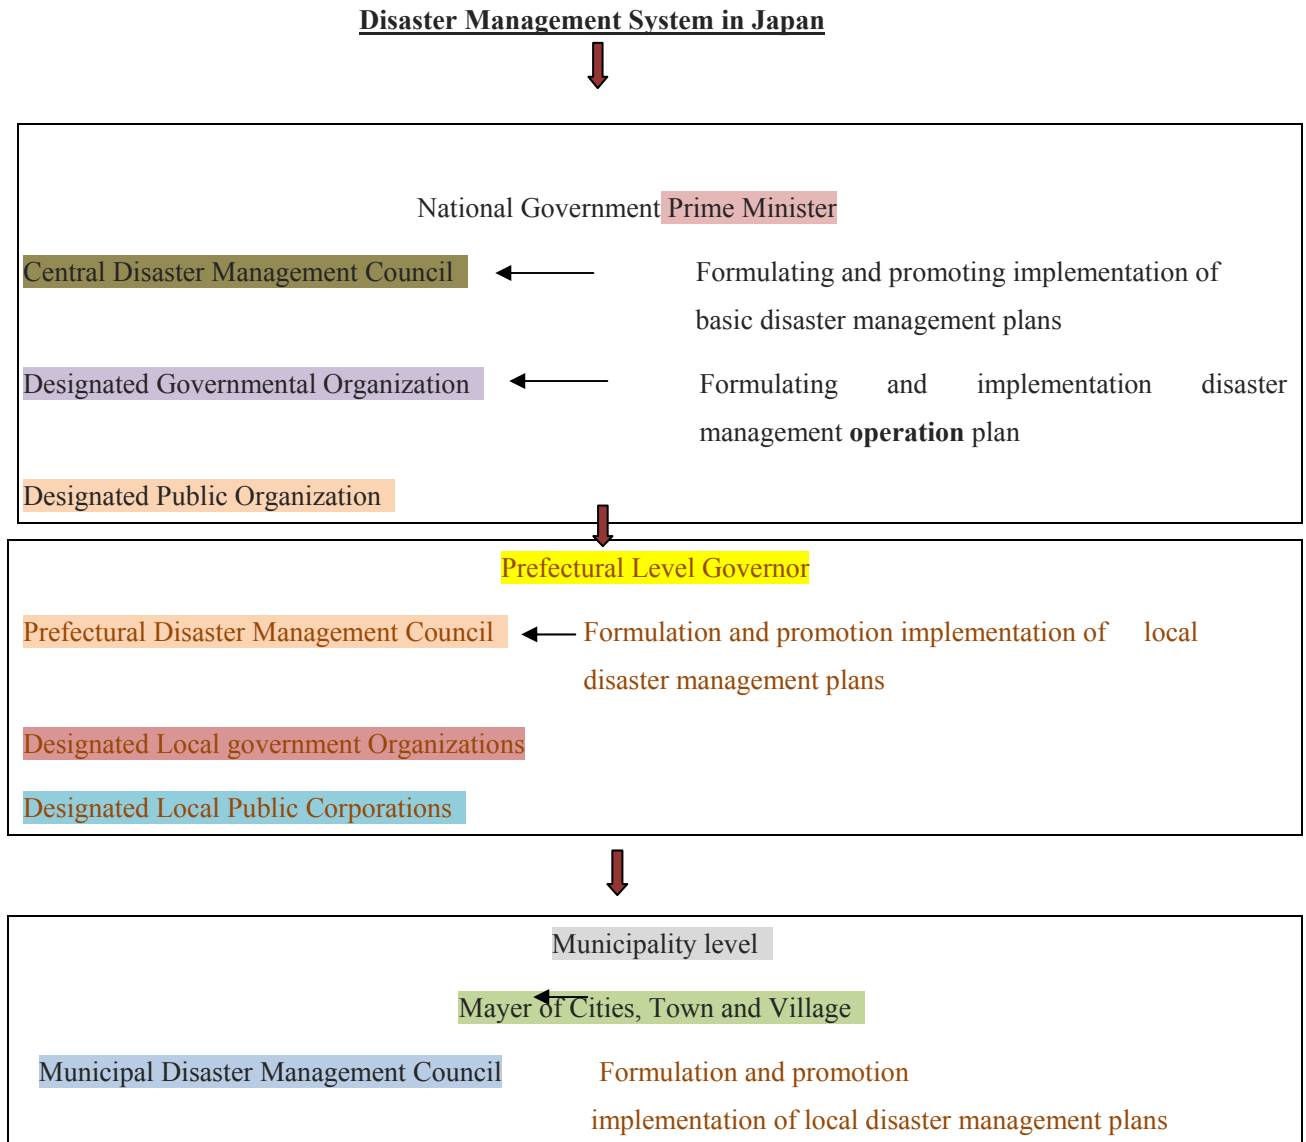 Disaster Management System in Japan
National Government Prime Minister
Central Disaster Management Council
Formulating and promoting implementation of
basic disaster management plans
Designated Governmental Organization
Formulating and implementation disaster
management operation plan
Designated Public Organization
Prefectural Level Governor
Prefectural Disaster Management Council
Formulation and promotion implementation of local
disaster management plans
Designated Local government Organizations
Designated Local Public Corporations
Municipality level
Mayer of Cities, Town and Village
Municipal Disaster Management Council
Formulation and promotion
implementation of local disaster management plans